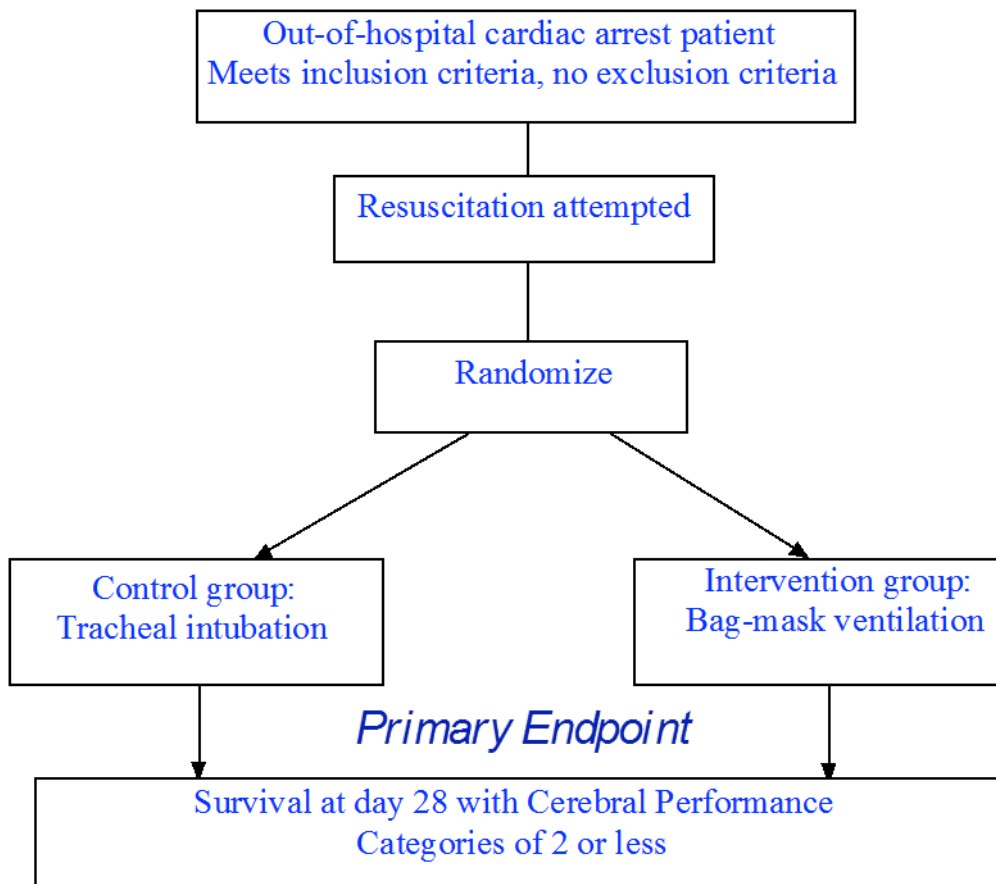 Out-of-hospital cardiac arrest patient
Meets inclusion criteria, no exclusion criteria
Resuscitation attempted
Randomize
Control group:
Tracheal intubation
Intervention group:
Bag-mask ventilation
Primary Endpoint
Survival at day 28 with Cerebral Performance
Categories of 2 or less